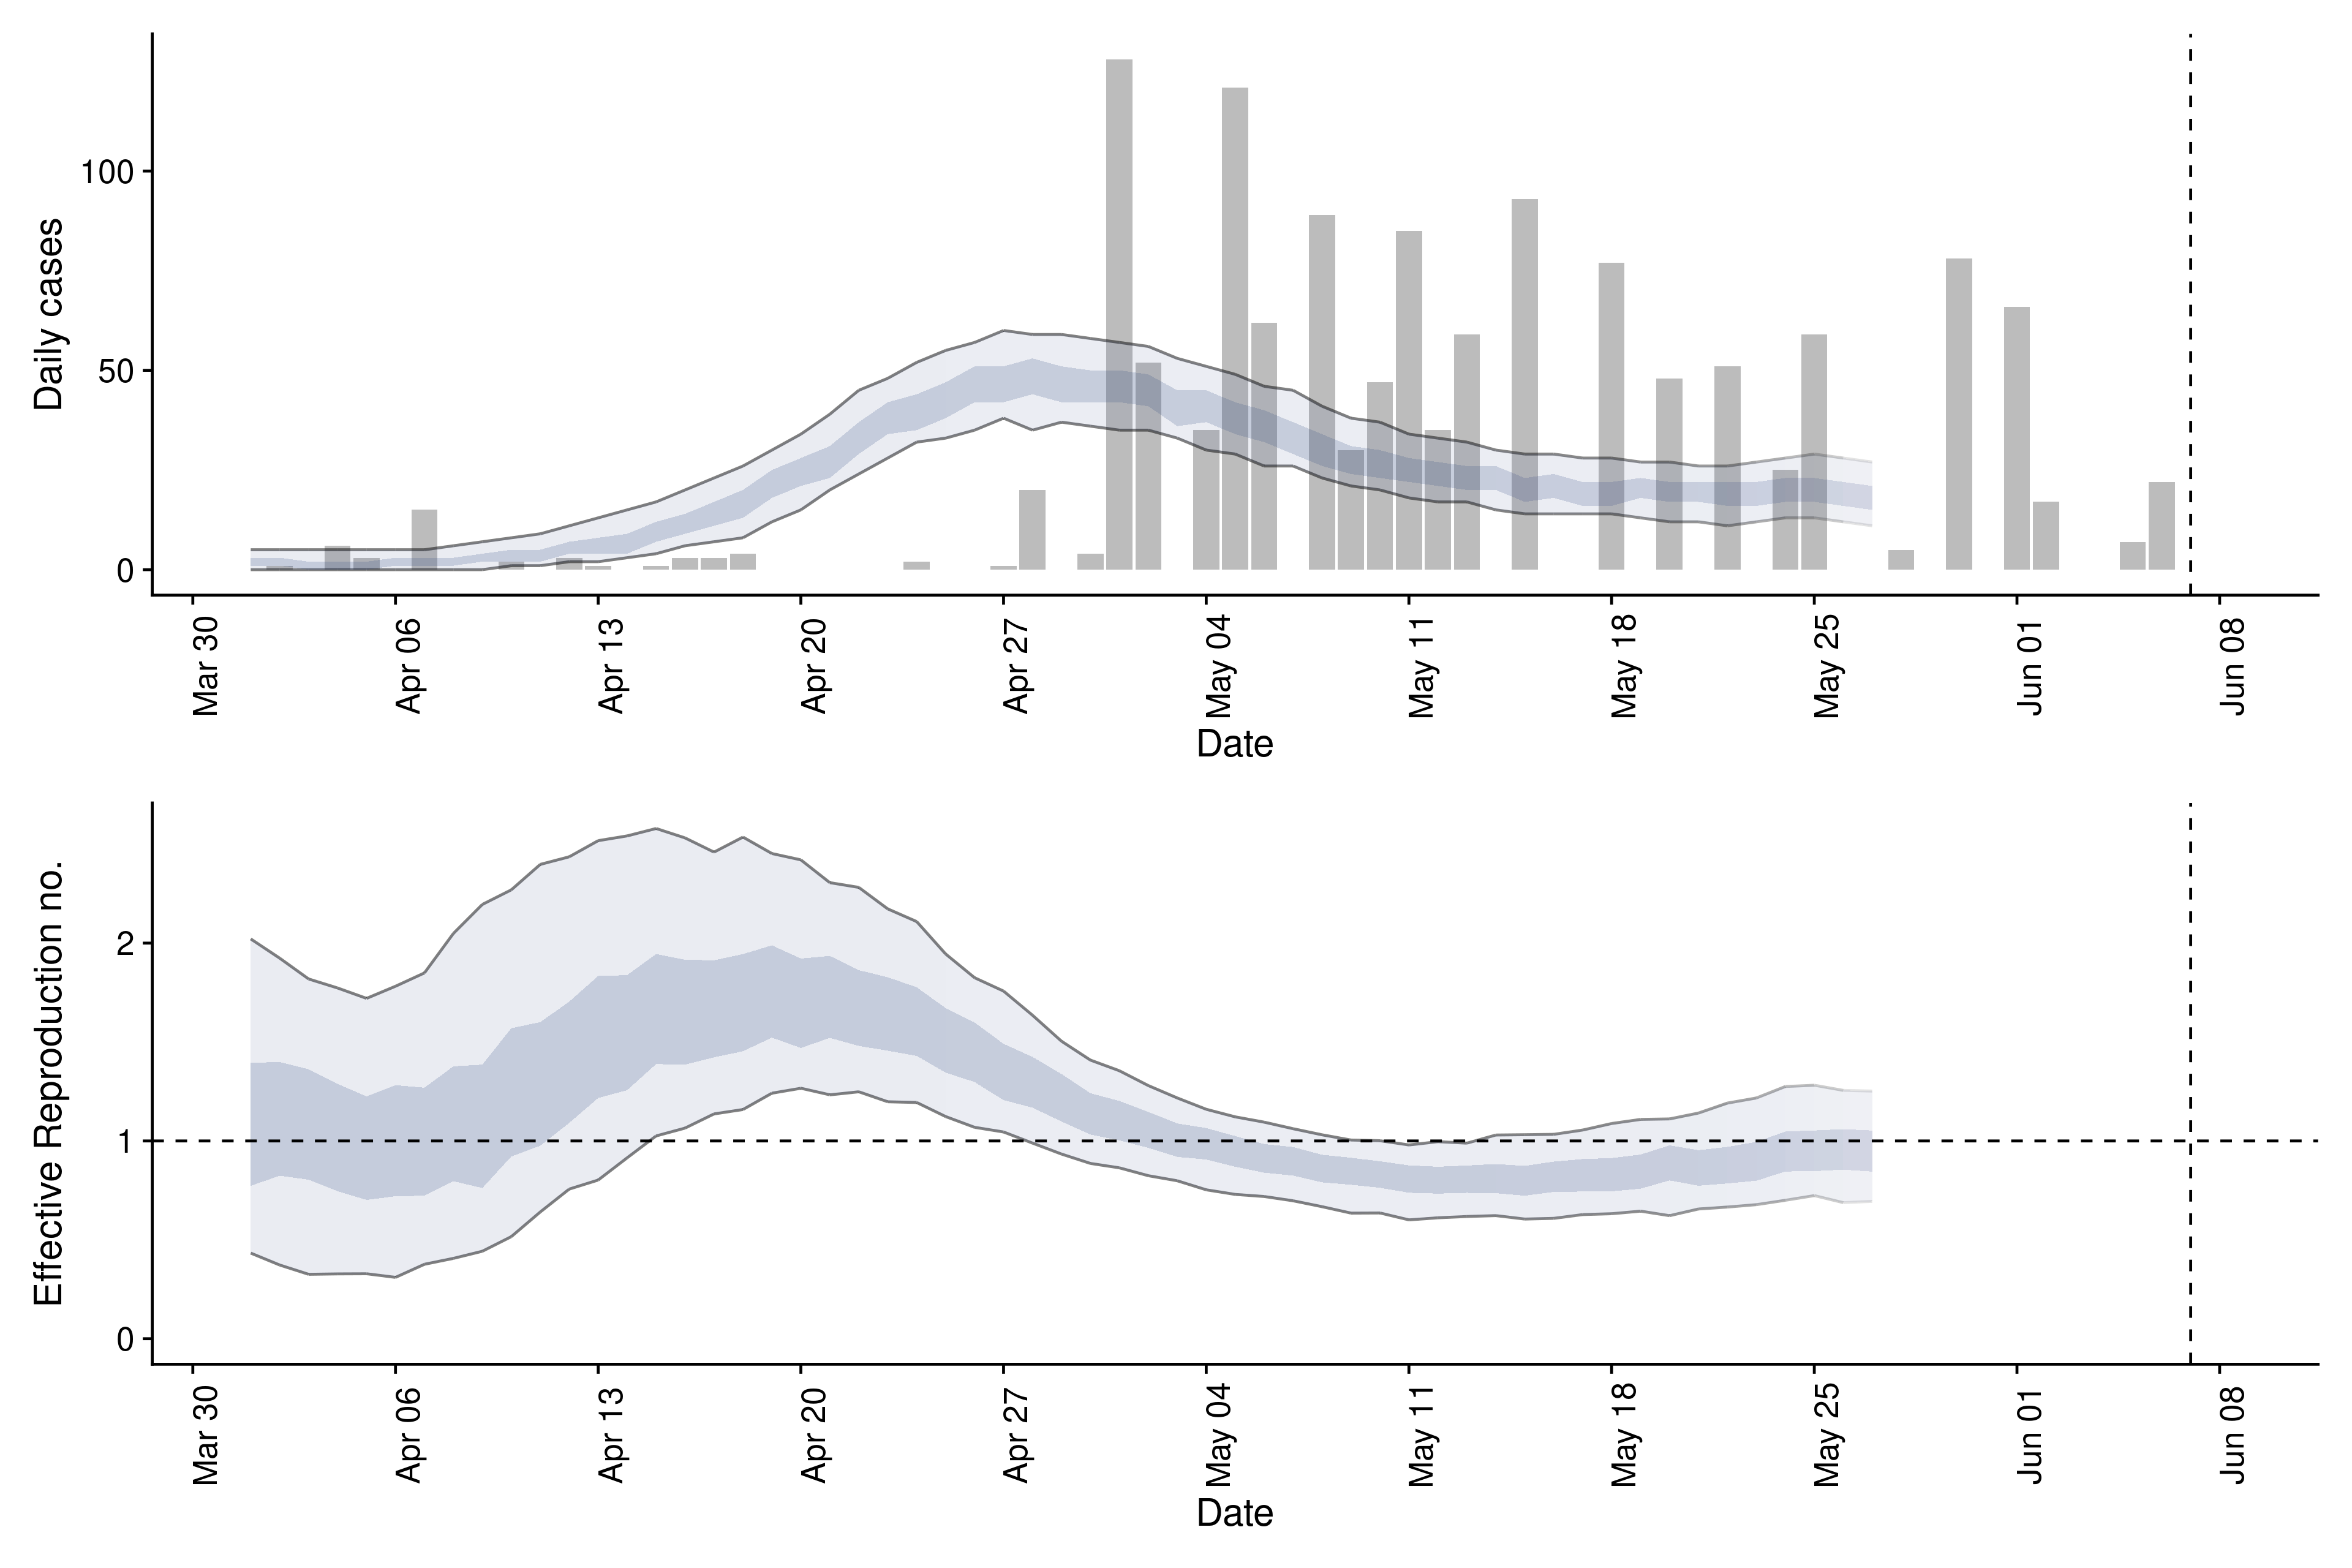 Daily cases
100
50
0
Mar 30
Apr 06
Apr 13
Apr 20
Apr 27
May 04
May 11
May 18
May 25
Jun 01
Jun 08
Date
Effective Reproduction no.
2
1
0
Mar 30
Apr 06
Apr 13
Apr 20
Apr 27
May 04
May 11
May 18
May 25
Jun 01
Jun 08
Date